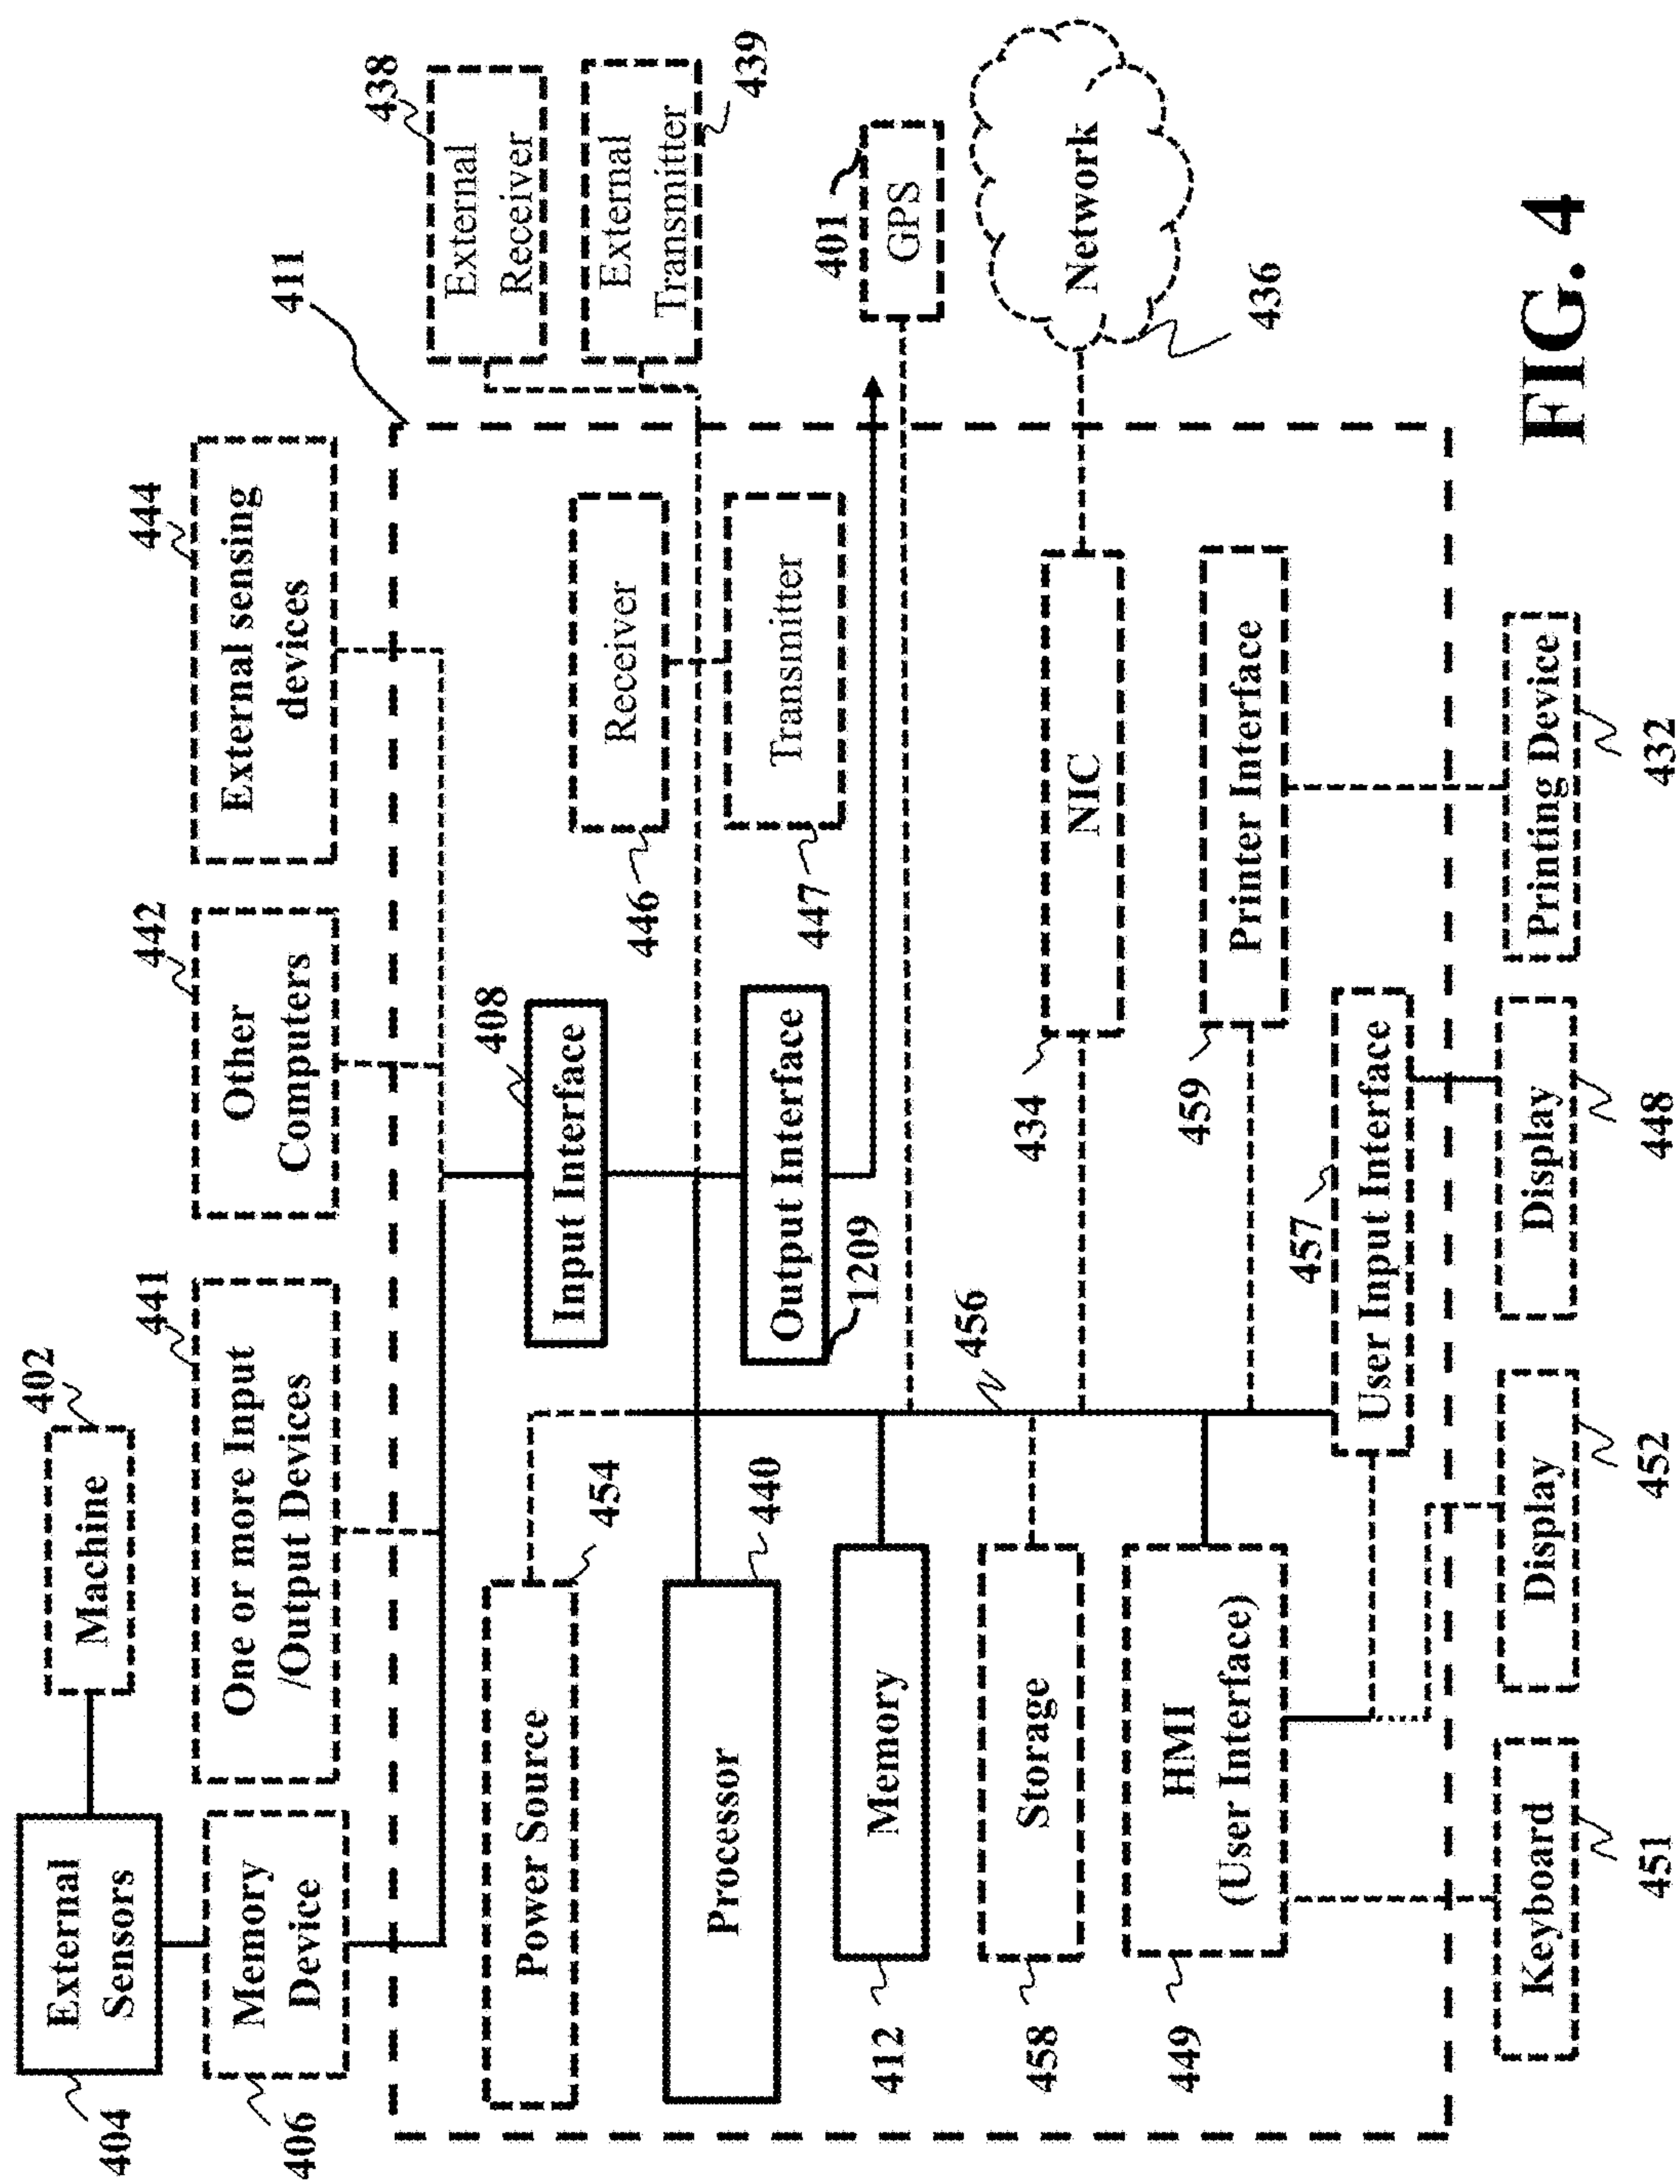 402
Machine
404
External
Sensors
406
Memory
Device
441
One or more Input
/Output Devices
442
Other
Computers
444
External sensing
devices
411
438
External
Receiver
External
Transmitter
439
454
Power Source
408
Input Interface
446
Receiver
440
Processor
1209
Output Interface
447
Transmitter
401
GPS
412
Memory
456
458
Storage
434
NIC
Network
436
449
HMI
(User Interface)
459
Printer Interface
457
User Input Interface
Keyboard
451
Display
452
Display
448
Printing Device
432
FIG. 4